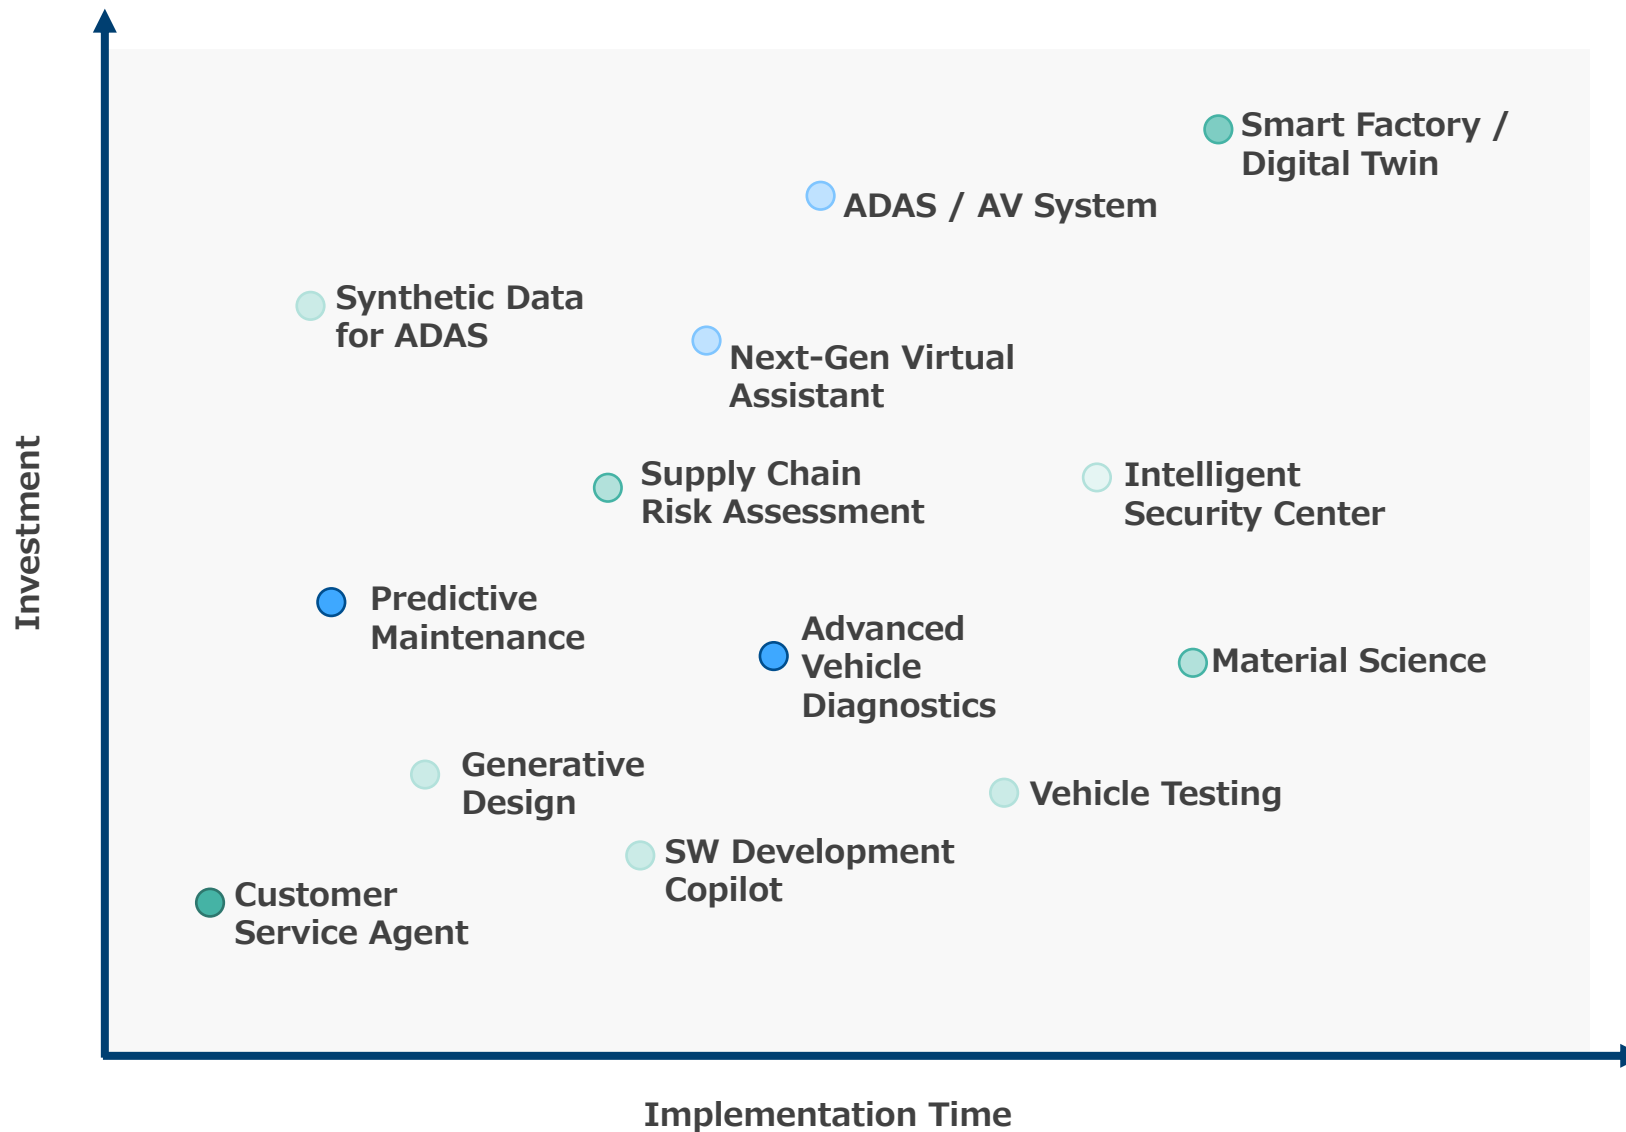 Smart Factory /
Digital Twin
ADAS / AV System
Synthetic Data
for ADAS
Next-Gen Virtual
Assistant
Supply Chain
Risk Assessment
Intelligent
Security Center
Investment
Predictive
Maintenance
Advanced
Vehicle
Diagnostics
Material Science
Generative
Design
Vehicle Testing
SW Development
Copilot
Customer
Service Agent
Implementation Time